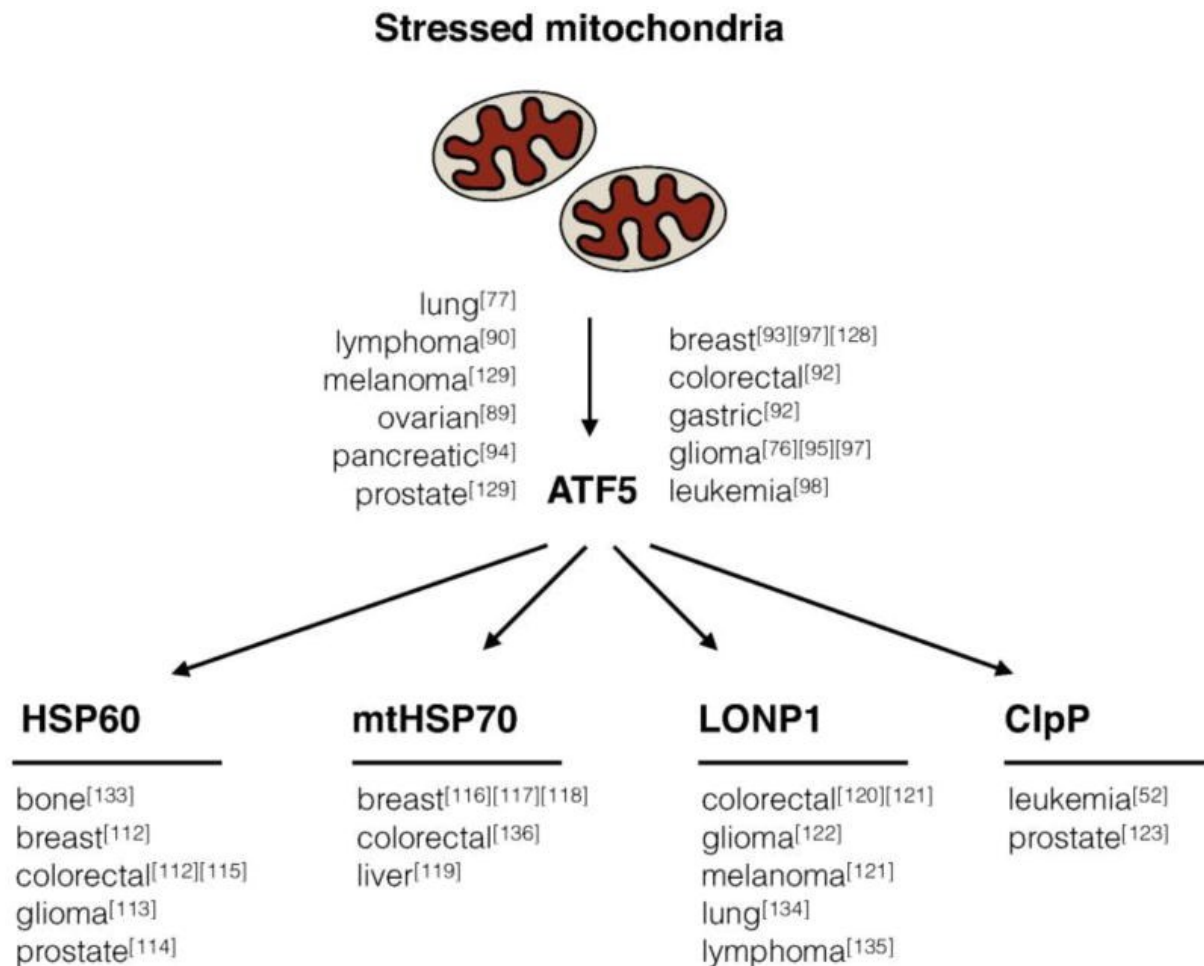 Stressed mitochondria
lung[77]
lymphoma[90]
melanoma[129]
ovarian[89]
pancreatic[94]
prostate[129]
breast[93][97][128]
colorectal[92]
gastric[92]
glioma[76][95][97]
leukemia[98]
ATF5
HSP60
bone[133]
breast[112]
colorectal[112][115]
glioma[113]
prostate[114]
mtHSP70
breast[116][117][118]
colorectal[136]
liver[119]
LONP1
colorectal[120][121]
glioma[122]
melanoma[121]
lung[134]
lymphoma[135]
ClpP
leukemia[52]
prostate[123]